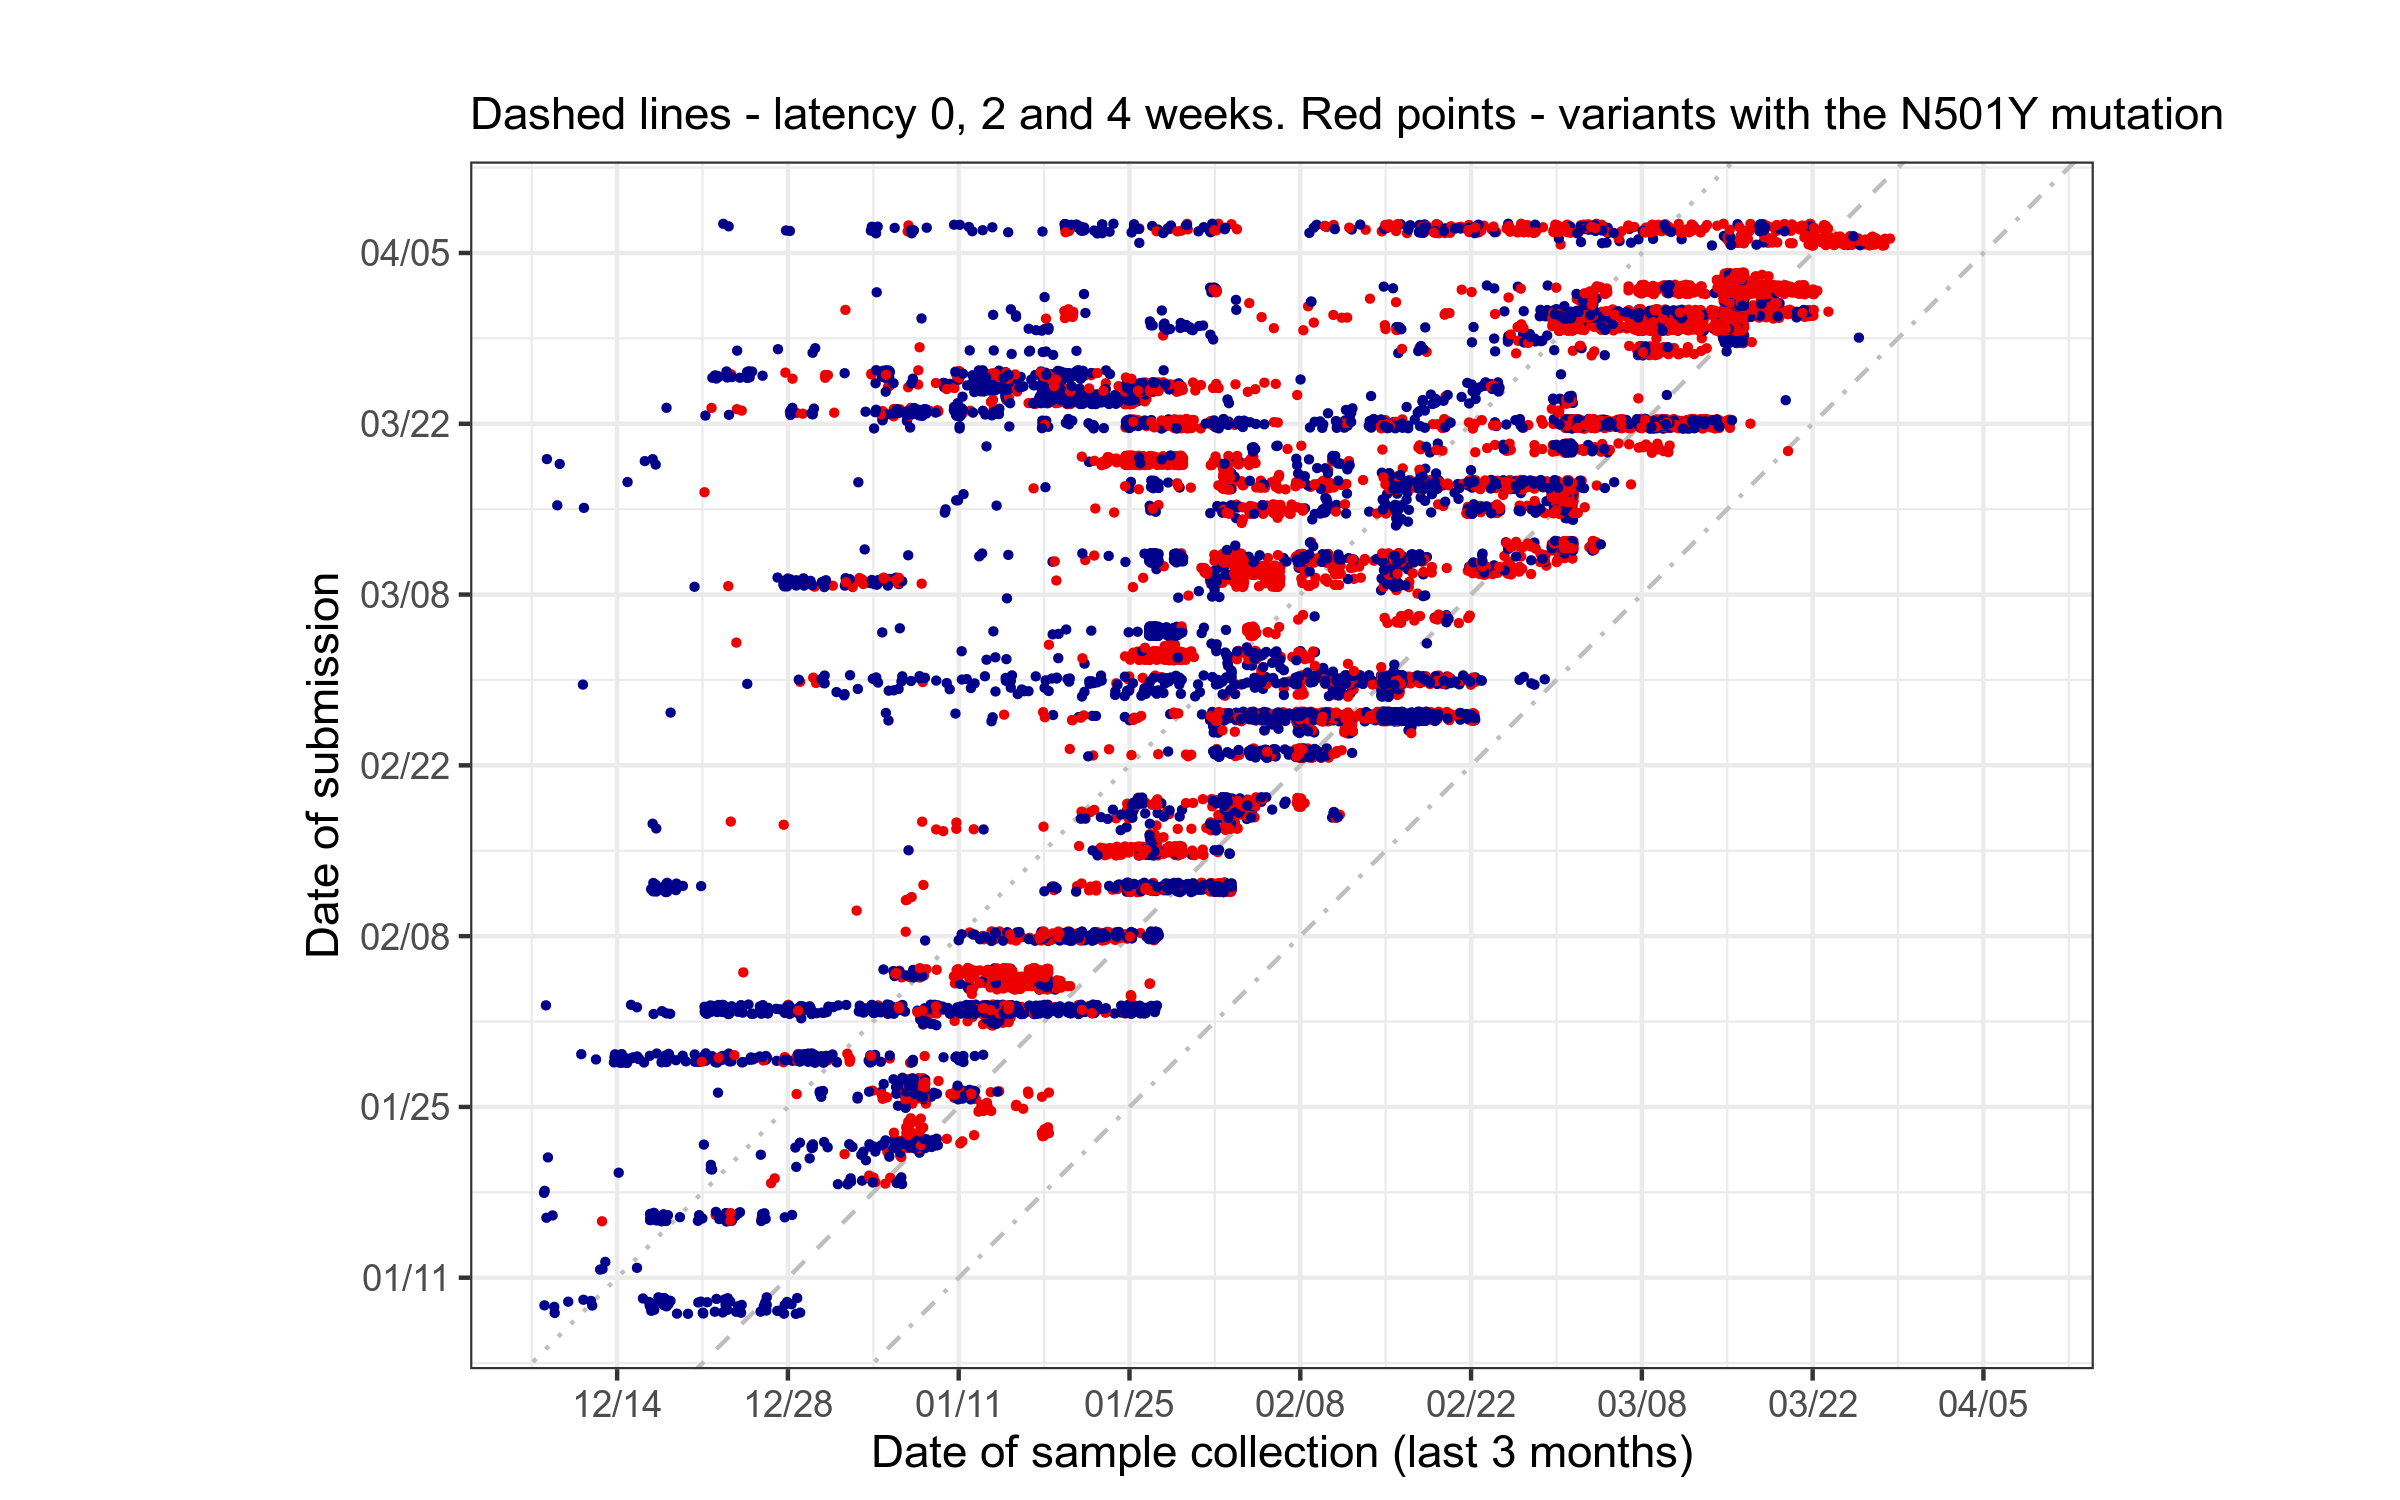 Dashed lines - latency 0, 2 and 4 weeks. Red points - variants with the N501Y mutation
Date of submission
04/05
03/22
03/08
02/22
02/08
01/25
01/11
12/14 12/28 01/11 01/25 02/08 02/22 03/08 03/22 04/05
Date of sample collection (last 3 months)